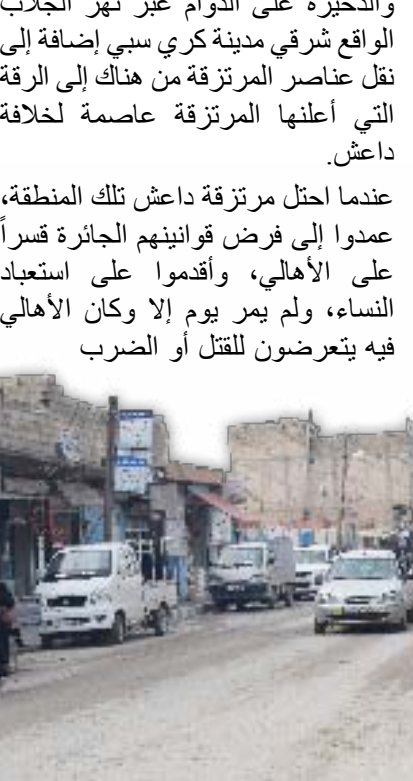 والذخيرة على الدوام عبر نهر الجلاب
الواقع شرقي مدينة كري سبي إضافة إلى
نقل عناصر المرتزقة من هناك إلى الرقة
التي أعلنها المرتزقة عاصمة لخلافة
داعش.
عندما احتل مرتزقة داعش تلك المنطقة،
عمدوا إلى فرض قوانينهم الجائرة قسراً
على الأهالي، وأقدموا على استعباد
النساء، ولم يمر يوم إلا وكان الأهالي
فيه يتعرضون للقتل أو الضرب